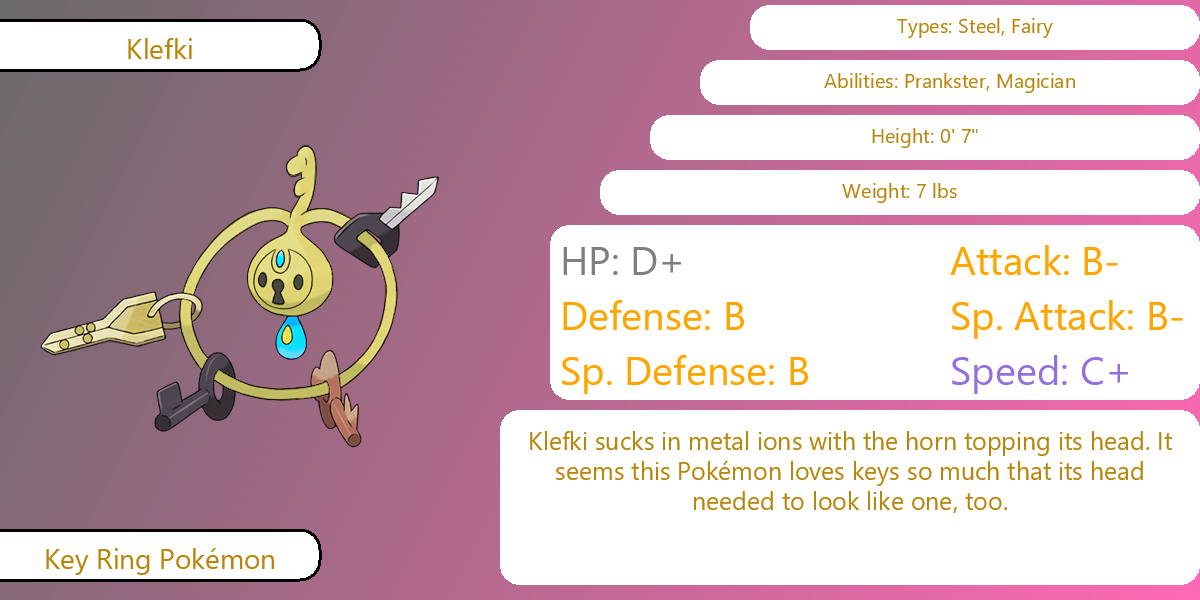 Klefki
Types: Steel, Fairy
Abilities: Prankster, Magician
Height: 0' 7"
Weight: 7 lbs
HP: D+
Attack: B-
Defense: B
Sp. Attack: B-
Sp. Defense: B
Speed: C+
Klefki sucks in metal ions with the horn topping its head. It
seems this Pokémon loves keys so much that its head
needed to look like one, too.
Key Ring Pokémon